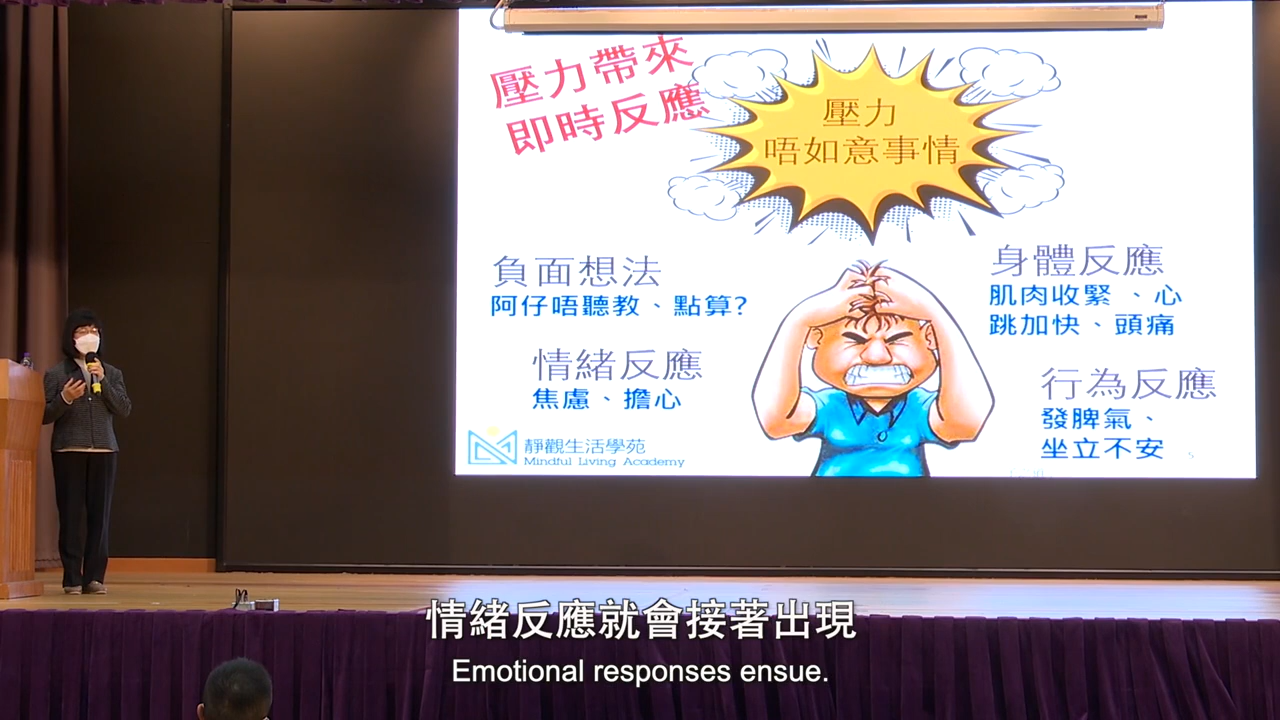 壓力帶來
即時反應
壓力
唔如意事情
負面想法
阿仔唔聽教、點算?
身體反應
肌肉收緊 、心
跳加快、頭痛
情緒反應
焦慮、擔心
行為反應
發脾氣、
坐立不安
靜觀生活學苑
Mindful Living Academy
5
情緒反應就會接著出現
Emotional responses ensue.